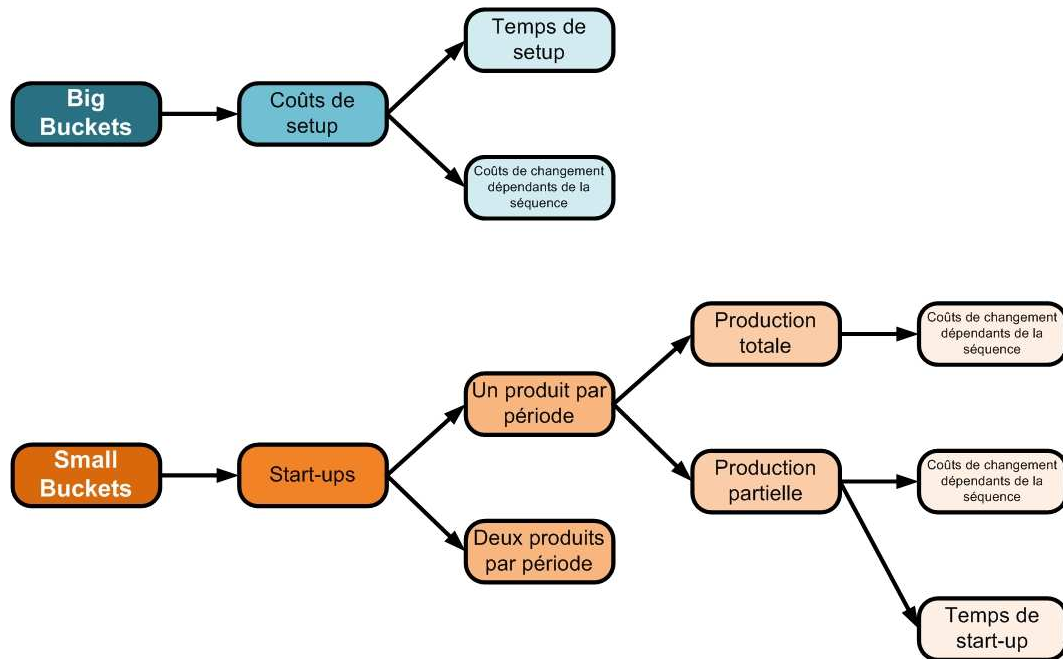 Temps de
setup
Big
Buckets
Coûts de
setup
Coûts de changement
dépendants de la
séquence
Production
totale
Coûts de changement
dépendants de la
séquence
Un produit par
période
Small
Buckets
Start-ups
Production
partielle
Coûts de changement
dépendants de la
séquence
Deux produits
par période
Temps de
start-up